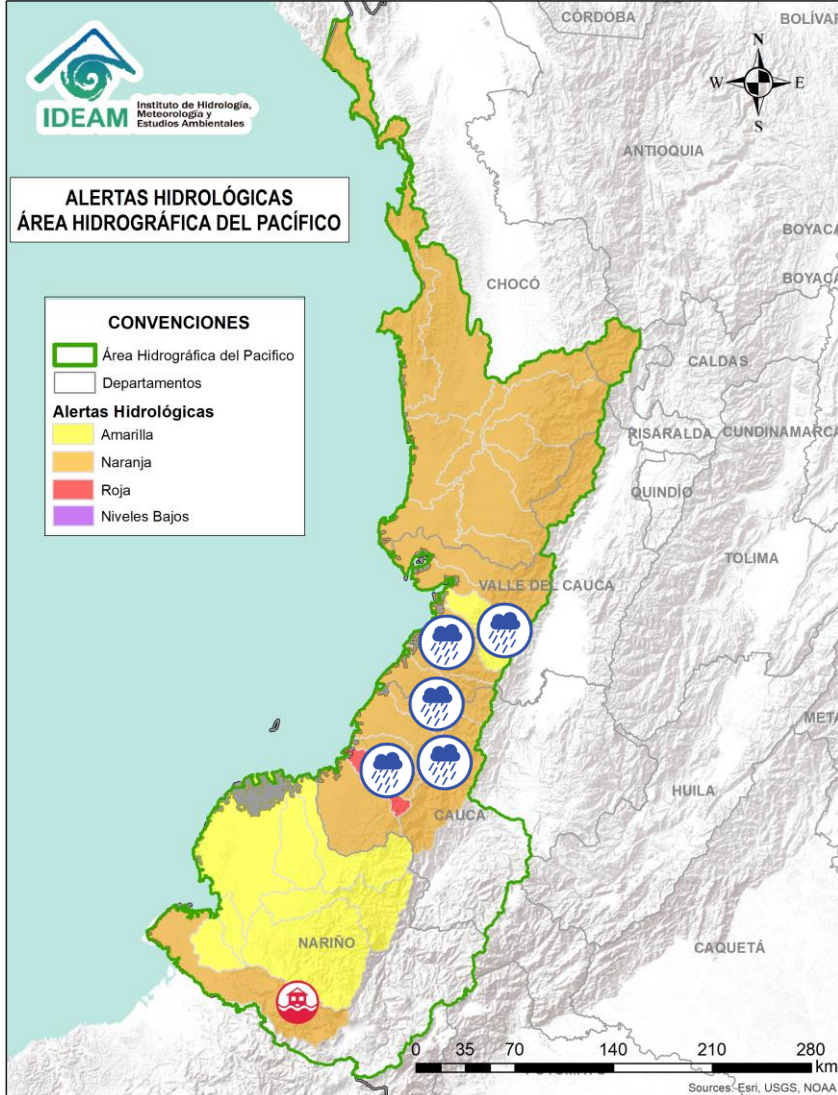 CÓRDOBA
BOLÍVAR
IDEAM
Instituto de Hidrología,
Meteorología y
Estudios Ambientales
N
W
E
S
ANTIOQUIA
ALERTAS HIDROLÓGICAS
ÁREA HIDROGRÁFICA DEL PACÍFICO
BOYACÁ
BOYACÁ
CHOCÓ
CONVENCIONES
Área Hidrográfica del Pacifico
Departamentos
Alertas Hidrológicas
Amarilla
Naranja
Roja
Niveles Bajos
CALDAS
RISARALDA
CUNDINAMARCA
QUINDÍO
TOLIMA
VALLE DEL CAUCA
META
HUILA
CAUCA
NARIÑO
CAQUETÁ
0 35 70 140 210 280
km
Sources: Esri, USGS, NOAA